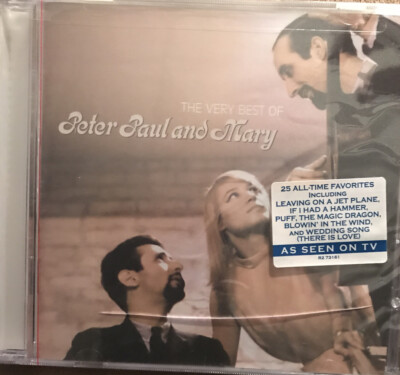 THE VERY BEST OF
Peter Paul and Mary
25 ALL-TIME FAVORITES
INCLUDING
LEAVING ON A JET PLANE,
IF I HAD A HAMMER,
PUFF, THE MAGIC DRAGON,
BLOWIN' IN THE WIND,
AND WEDDING SONG
(THERE IS LOVE)
AS SEEN ON TV
R2 73161